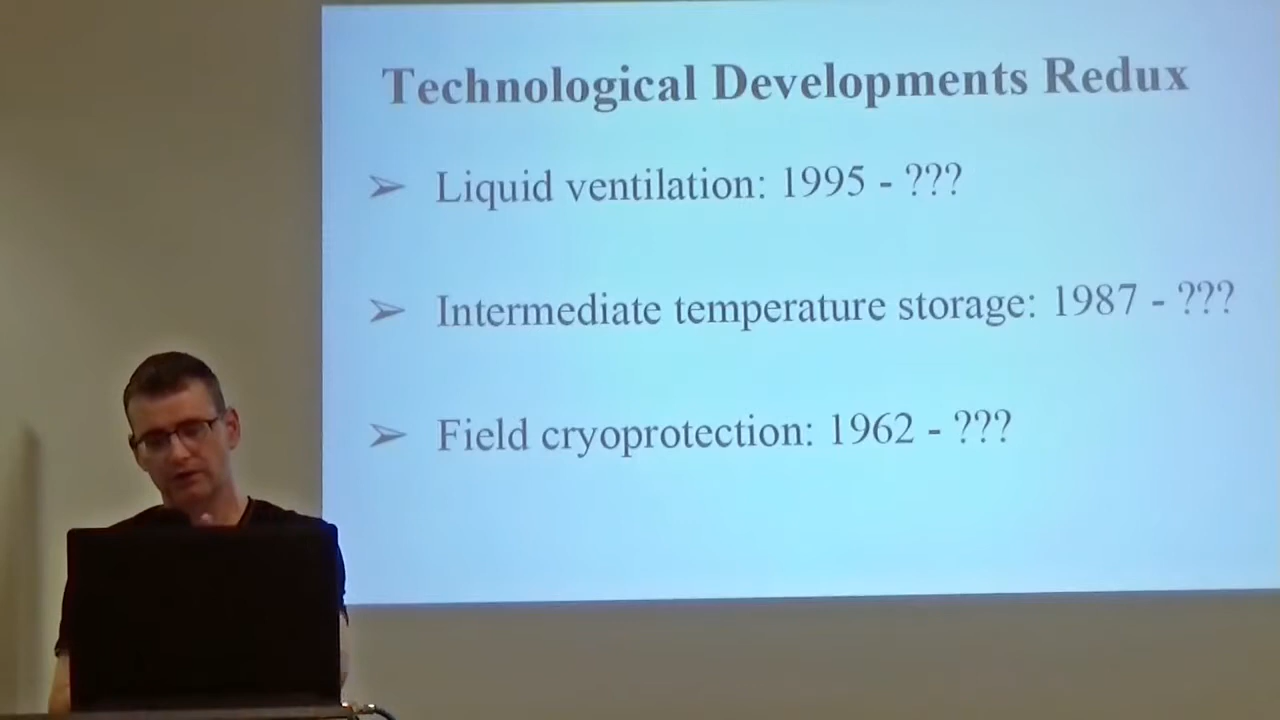 Technological Developments Redux
➢ Liquid ventilation: 1995 - ???
➢ Intermediate temperature storage: 1987 - ???
➢ Field cryoprotection: 1962 - ???